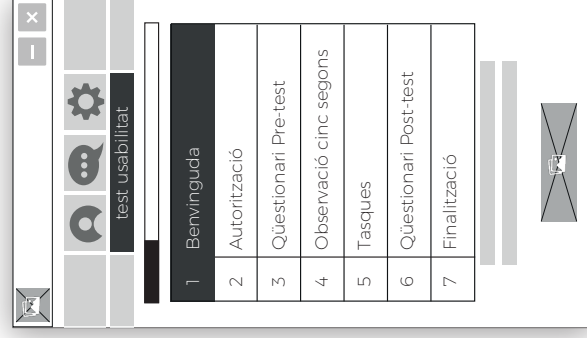 test usabilitat
1 Benvinguda
2 Autorització
3 Qüestionari Pre-test
4 Observació cinc segons
5 Tasques
6 Qüestionari Post-test
7 Finalització